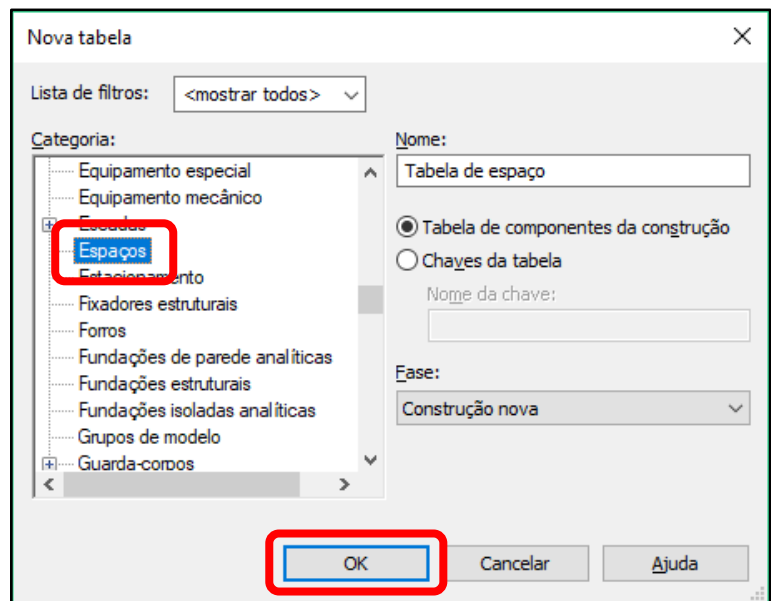 Nova tabela
Lista de filtros: <mostrar todos>
Categoria:
Equipamento especial
Equipamento mecânico
Escadas
Espaços
Estacionamento
Fixadores estruturais
Forros
Fundações de parede analíticas
Fundações estruturais
Fundações isoladas analíticas
Grupos de modelo
Guarda-corpos
Nome:
Tabela de espaço
Tabela de componentes da construção
Chaves da tabela
Nome da chave:
Fase:
Construção nova
OK Cancelar Ajuda